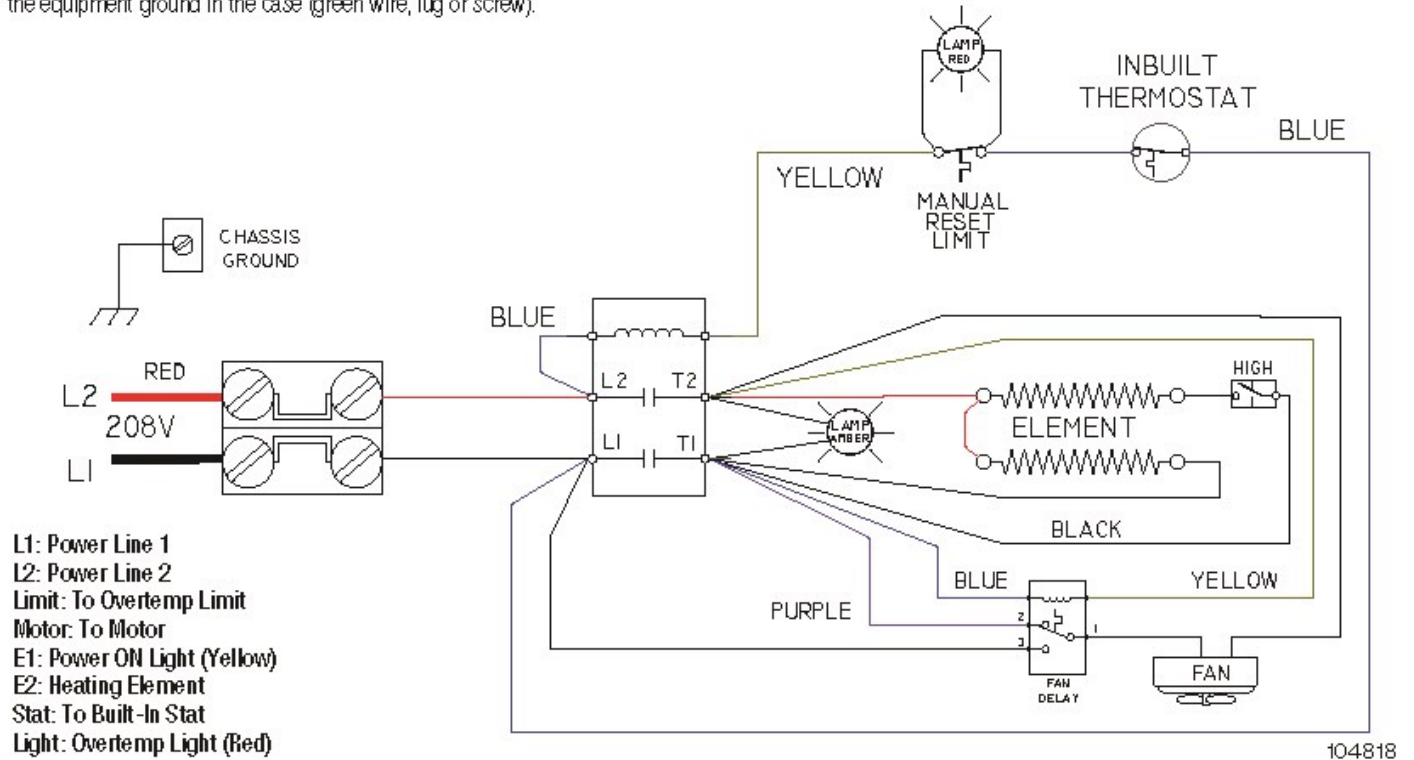 the equipment ground in the case (green wire, lug or screw).
LAMP
RED
INBUILT
THERMOSTAT
BLUE
YELLOW
MANUAL
RESET
LIMIT
CHASSIS
GROUND
BLUE
RED
L2
208V
L1
L2 T2
L1 T1
LAMP
AMBER
HIGH
ELEMENT
BLACK
BLUE
YELLOW
PURPLE
2
1
3
FAN
DELAY
FAN
L1: Power Line 1
L2: Power Line 2
Limit: To Overtemp Limit
Motor: To Motor
E1: Power ON Light (Yellow)
E2: Heating Element
Stat: To Built-In Stat
Light: Overtemp Light (Red)
104818